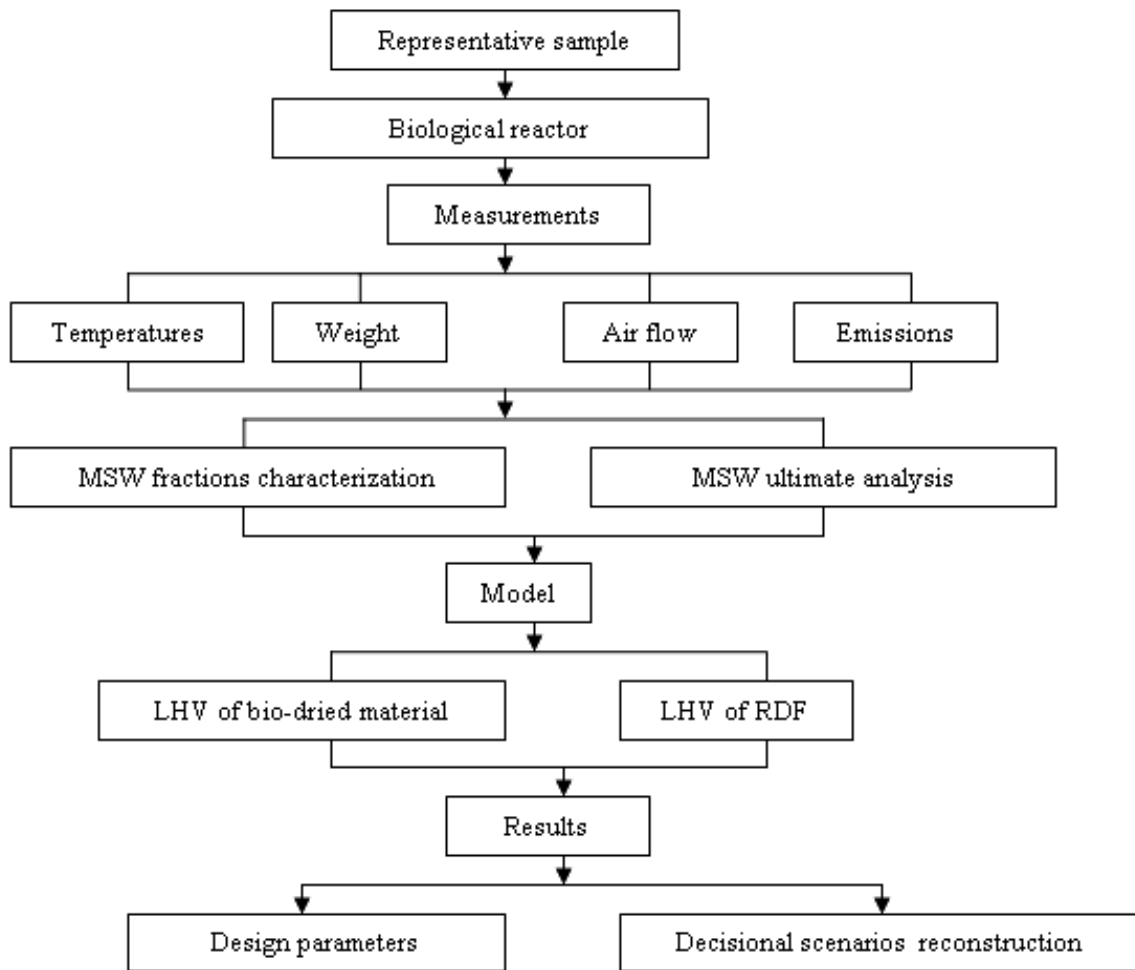 Representative sample
Biological reactor
Measurements
Temperatures
Weight
Air flow
Emissions
MSW fractions characterization
MSW ultimate analysis
Model
LHV of bio-dried material
LHV of RDF
Results
Design parameters
Decisional scenarios reconstruction